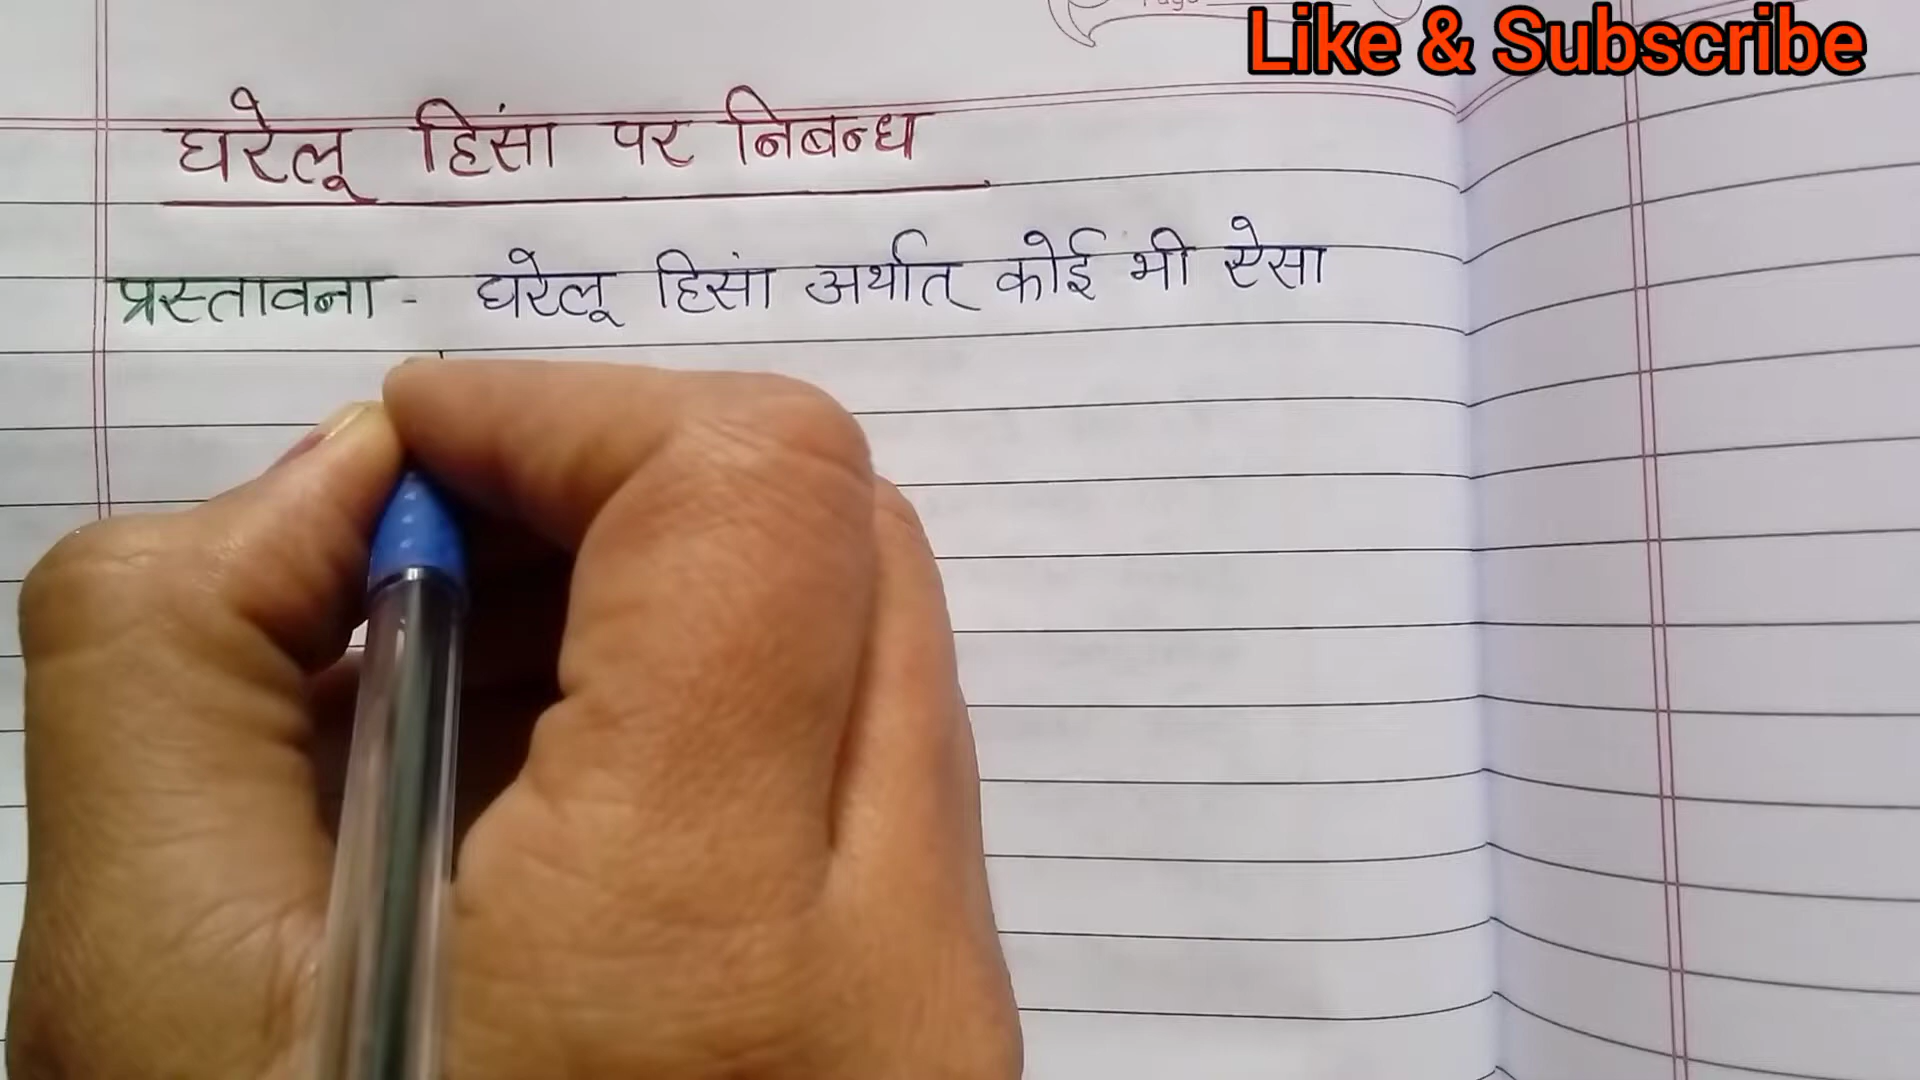 Like & Subscribe
घरेलू हिंसां पर निबन्ध
प्रस्तावना - घरेलू हिसां अर्थात् कोई भी ऐसा